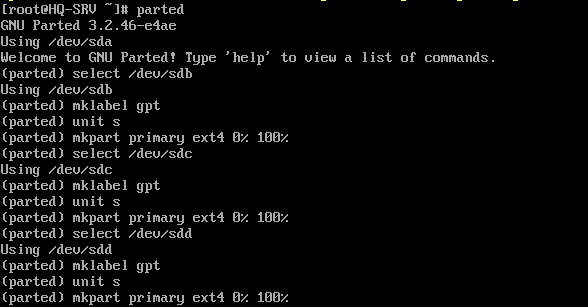 [root@HQ-SRV ~]# parted
GNU Parted 3.2.46-e4ae
Using /dev/sda
Welcome to GNU Parted! Type 'help' to view a list of commands.
(parted) select /dev/sdb
Using /dev/sdb
(parted) mklabel gpt
(parted) unit s
(parted) mkpart primary ext4 0% 100%
(parted) select /dev/sdc
Using /dev/sdc
(parted) mklabel gpt
(parted) unit s
(parted) mkpart primary ext4 0% 100%
(parted) select /dev/sdd
Using /dev/sdd
(parted) mklabel gpt
(parted) unit s
(parted) mkpart primary ext4 0% 100%